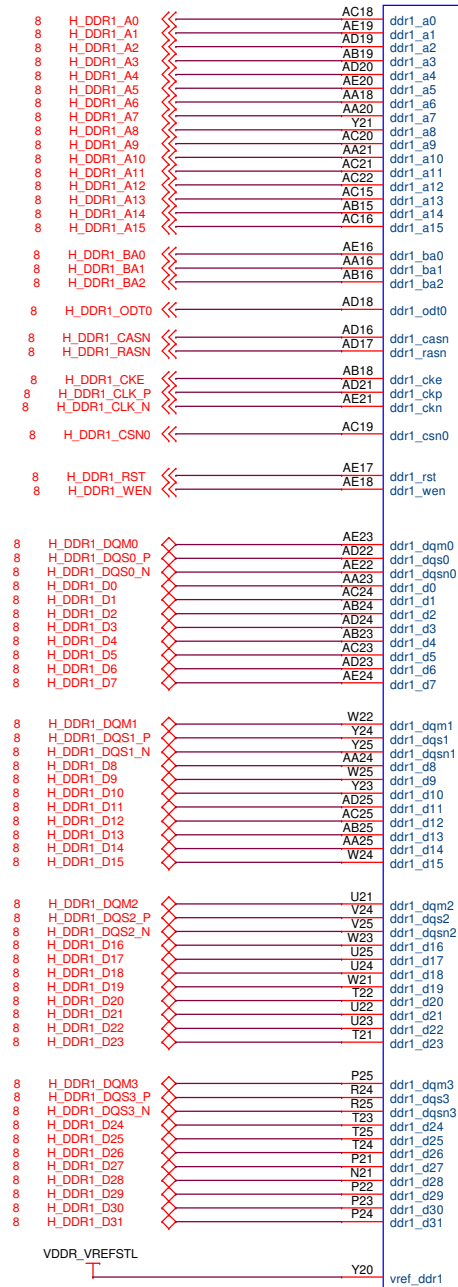 8 H_DDR1_A0 AC18 ddr1_a0
8 H_DDR1_A1 AE19 ddr1_a1
8 H_DDR1_A2 AD19 ddr1_a2
8 H_DDR1_A3 AB19 ddr1_a3
8 H_DDR1_A4 AD20 ddr1_a4
8 H_DDR1_A5 AE20 ddr1_a5
8 H_DDR1_A6 AA18 ddr1_a6
8 H_DDR1_A7 AA20 ddr1_a7
8 H_DDR1_A8 Y21 ddr1_a8
8 H_DDR1_A9 AC20 ddr1_a9
8 H_DDR1_A10 AA21 ddr1_a10
8 H_DDR1_A11 AC21 ddr1_a11
8 H_DDR1_A12 AC22 ddr1_a12
8 H_DDR1_A13 AC15 ddr1_a13
8 H_DDR1_A14 AB15 ddr1_a14
8 H_DDR1_A15 AC16 ddr1_a15
8 H_DDR1_BA0 AE16 ddr1_ba0
8 H_DDR1_BA1 AA16 ddr1_ba1
8 H_DDR1_BA2 AB16 ddr1_ba2
8 H_DDR1_ODT0 AD18 ddr1_odt0
8 H_DDR1_CASN AD16 ddr1_casn
8 H_DDR1_RASN AD17 ddr1_rasn
8 H_DDR1_CKE AB18 ddr1_cke
8 H_DDR1_CLK_P AD21 ddr1_ckp
8 H_DDR1_CLK_N AE21 ddr1_ckn
8 H_DDR1_CSN0 AC19 ddr1_csn0
8 H_DDR1_RST AE17 ddr1_rst
8 H_DDR1_WEN AE18 ddr1_wen
8 H_DDR1_DQM0 AE23 ddr1_dqm0
8 H_DDR1_DQS0_P AD22 ddr1_dqs0
8 H_DDR1_DQS0_N AE22 ddr1_dqsn0
8 H_DDR1_D0 AA23 ddr1_d0
8 H_DDR1_D1 AC24 ddr1_d1
8 H_DDR1_D2 AB24 ddr1_d2
8 H_DDR1_D3 AD24 ddr1_d3
8 H_DDR1_D4 AB23 ddr1_d4
8 H_DDR1_D5 AC23 ddr1_d5
8 H_DDR1_D6 AD23 ddr1_d6
8 H_DDR1_D7 AE24 ddr1_d7
8 H_DDR1_DQM1 W22 ddr1_dqm1
8 H_DDR1_DQS1_P Y24 ddr1_dqs1
8 H_DDR1_DQS1_N Y25 ddr1_dqsn1
8 H_DDR1_D8 AA24 ddr1_d8
8 H_DDR1_D9 W25 ddr1_d9
8 H_DDR1_D10 Y23 ddr1_d10
8 H_DDR1_D11 AD25 ddr1_d11
8 H_DDR1_D12 AC25 ddr1_d12
8 H_DDR1_D13 AB25 ddr1_d13
8 H_DDR1_D14 AA25 ddr1_d14
8 H_DDR1_D15 W24 ddr1_d15
8 H_DDR1_DQM2 U21 ddr1_dqm2
8 H_DDR1_DQS2_P V24 ddr1_dqs2
8 H_DDR1_DQS2_N V25 ddr1_dqsn2
8 H_DDR1_D16 W23 ddr1_d16
8 H_DDR1_D17 U25 ddr1_d17
8 H_DDR1_D18 U24 ddr1_d18
8 H_DDR1_D19 W21 ddr1_d19
8 H_DDR1_D20 T22 ddr1_d20
8 H_DDR1_D21 U22 ddr1_d21
8 H_DDR1_D22 U23 ddr1_d22
8 H_DDR1_D23 T21 ddr1_d23
8 H_DDR1_DQM3 P25 ddr1_dqm3
8 H_DDR1_DQS3_P R24 ddr1_dqs3
8 H_DDR1_DQS3_N R25 ddr1_dqsn3
8 H_DDR1_D24 T23 ddr1_d24
8 H_DDR1_D25 T25 ddr1_d25
8 H_DDR1_D26 T24 ddr1_d26
8 H_DDR1_D27 P21 ddr1_d27
8 H_DDR1_D28 N21 ddr1_d28
8 H_DDR1_D29 P22 ddr1_d29
8 H_DDR1_D30 P23 ddr1_d30
8 H_DDR1_D31 P24 ddr1_d31
VDDR_VREFSTL
Y20 vref_ddr1